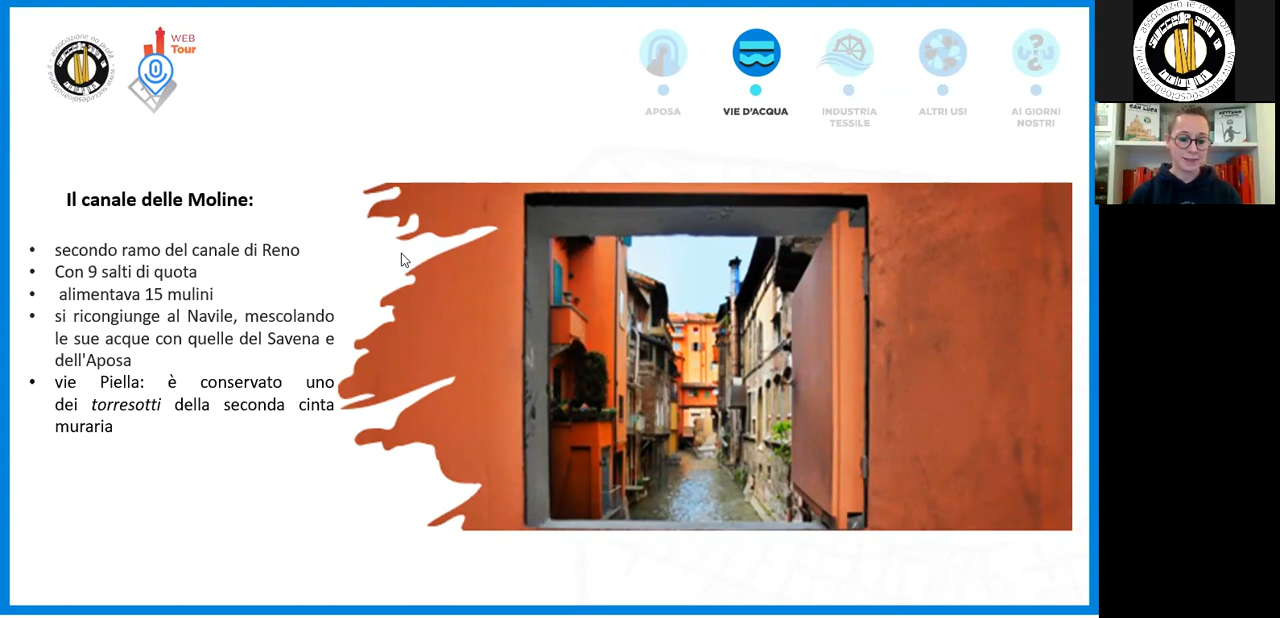 WEB
Tour
APOSA
VIE D'ACQUA
INDUSTRIA
TESSILE
ALTRI USI
AI GIORNI
NOSTRI
Il canale delle Moline:
• secondo ramo del canale di Reno
• Con 9 salti di quota
• alimentava 15 mulini
• si ricongiunge al Navile, mescolando
le sue acque con quelle del Savena e
dell'Aposa
• vie Piella: è conservato uno
dei torresotti della seconda cinta
muraria